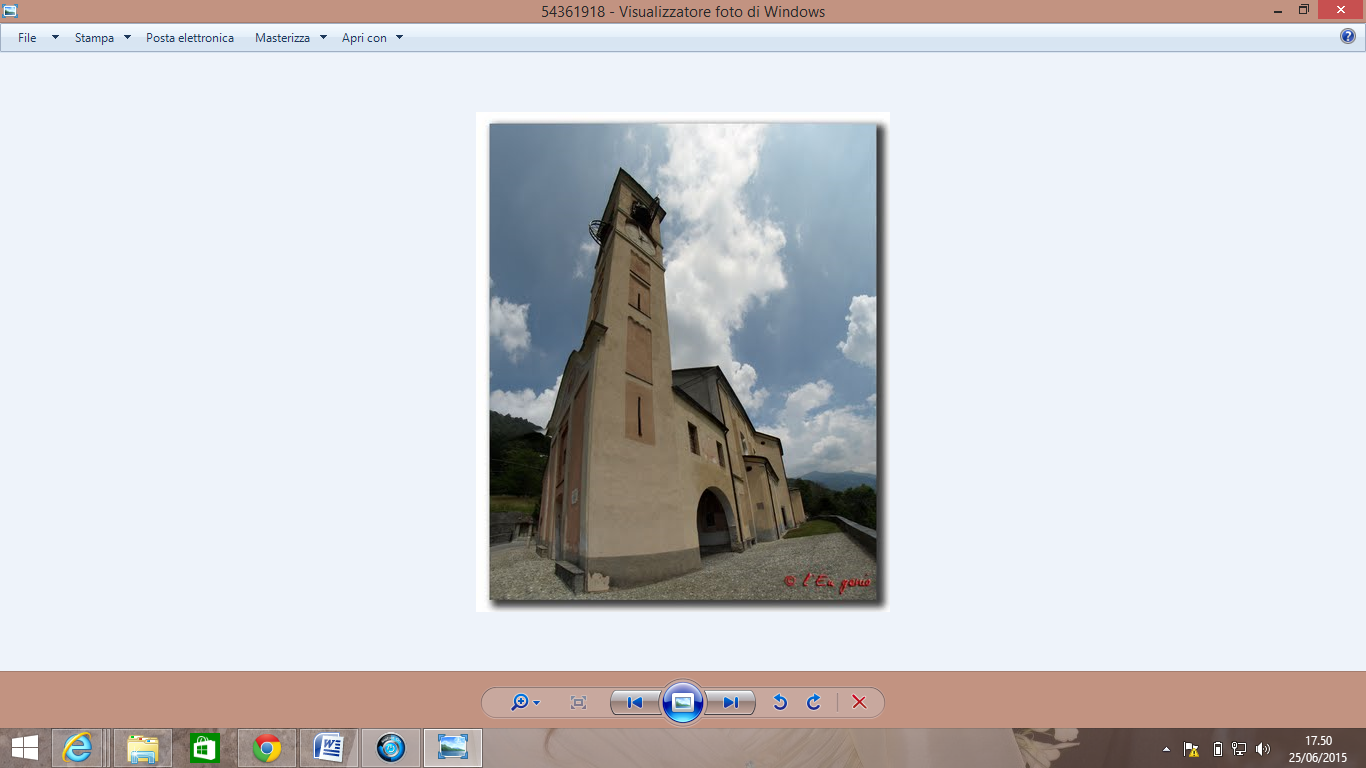 54361918 - Visualizzatore foto di Windows
File Stampa Posta elettronica Masterizza Apri con
© l'Eu genio
17.50
25/06/2015